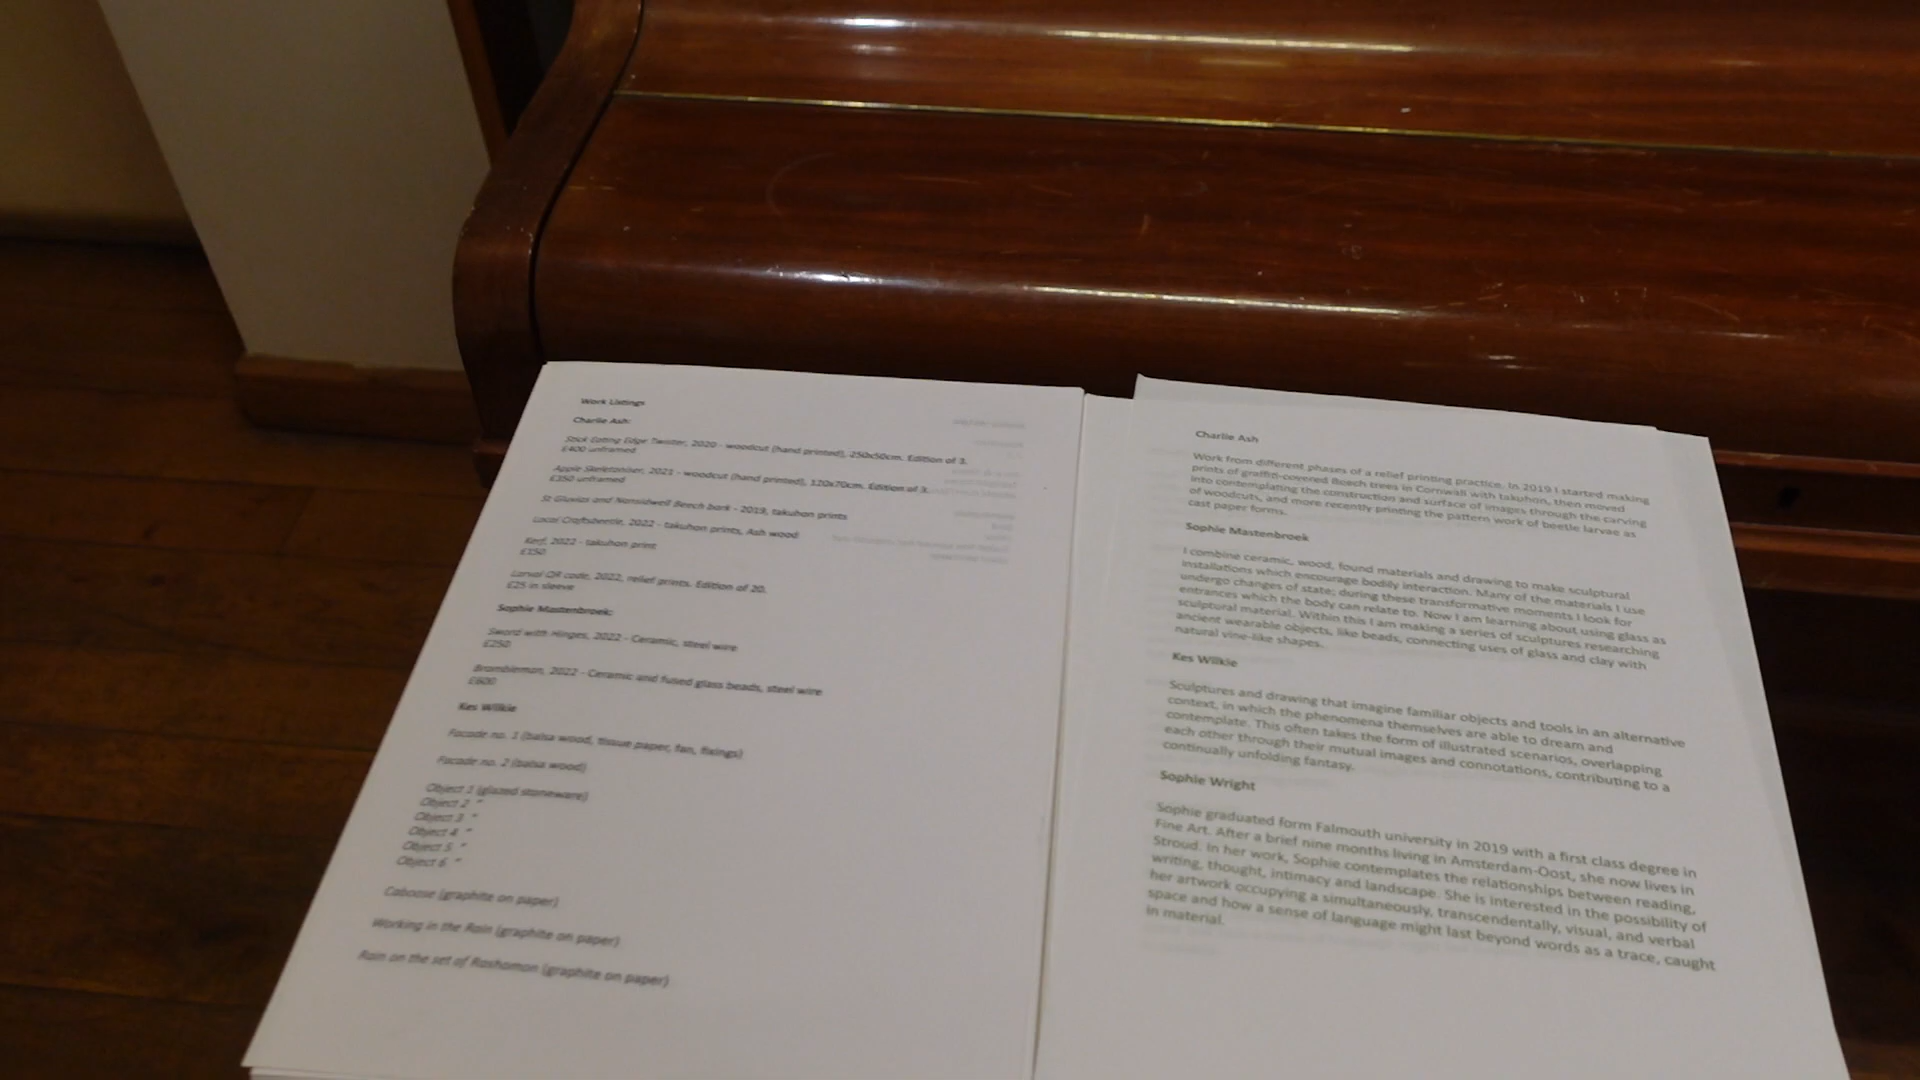 Work Listings
Charlie Ash:
Stick Eating Edge Twister, 2020 - woodcut (hand printed), 250x50cm. Edition of 3.
£400 unframed
Apple Skeletoniser, 2021 - woodcut (hand printed), 120x70cm. Edition of 3.
£350 unframed
St Gluvias and Nansidwell Beech bark - 2019, takuhon prints
Local Craftsbeetle, 2022 - takuhon prints, Ash wood
Kerf, 2022 - takuhon print
£150
Larval QR code, 2022, relief prints. Edition of 20.
£25 in sleeve
Sophie Mastenbroek:
Sword with Hinges, 2022 - Ceramic, steel wire
£250
Brambleman, 2022 - Ceramic and fused glass beads, steel wire
£600
Kes Wilkie
Facade no. 1 (balsa wood, tissue paper, fan, fixings)
Facade no. 2 (balsa wood)
Object 1 (glazed stoneware)
Object 2 "
Object 3 "
Object 4 "
Object 5 "
Object 6 "
Caboose (graphite on paper)
Working in the Rain (graphite on paper)
Rain on the set of Rashomon (graphite on paper)
Charlie Ash
Work from different phases of a relief printing practice. In 2019 I started making
prints of graffiti-covered Beech trees in Cornwall with takuhon, then moved
into contemplating the construction and surface of images through the carving
of woodcuts, and more recently printing the pattern work of beetle larvae as
cast paper forms.
Sophie Mastenbroek
I combine ceramic, wood, found materials and drawing to make sculptural
installations which encourage bodily interaction. Many of the materials I use
undergo changes of state; during these transformative moments I look for
entrances which the body can relate to. Now I am learning about using glass as
sculptural material. Within this I am making a series of sculptures researching
ancient wearable objects, like beads, connecting uses of glass and clay with
natural vine-like shapes.
Kes Wilkie
Sculptures and drawing that imagine familiar objects and tools in an alternative
context, in which the phenomena themselves are able to dream and
contemplate. This often takes the form of illustrated scenarios, overlapping
each other through their mutual images and connotations, contributing to a
continually unfolding fantasy.
Sophie Wright
Sophie graduated form Falmouth university in 2019 with a first class degree in
Fine Art. After a brief nine months living in Amsterdam-Oost, she now lives in
Stroud. In her work, Sophie contemplates the relationships between reading,
writing, thought, intimacy and landscape. She is interested in the possibility of
her artwork occupying a simultaneously, transcendentally, visual, and verbal
space and how a sense of language might last beyond words as a trace, caught
in material.